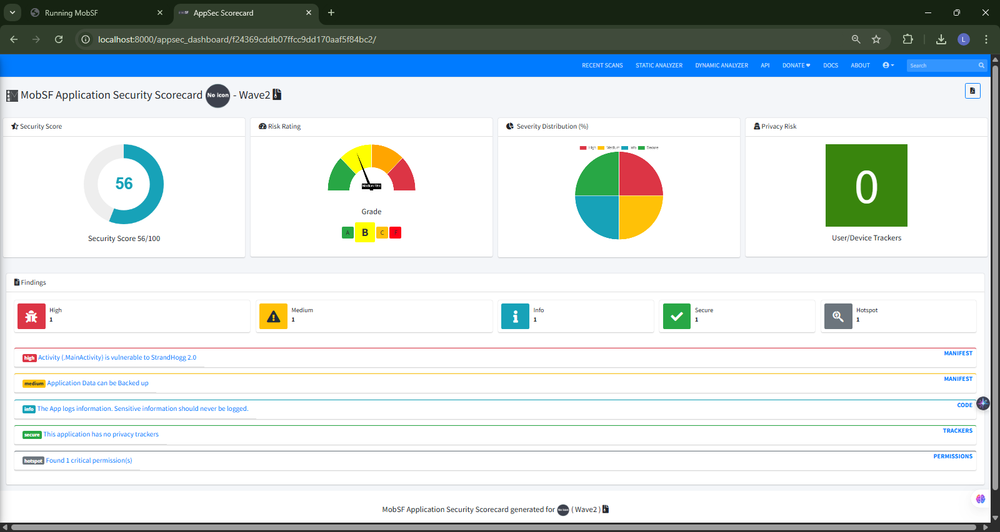 Running MobSF
AppSec Scorecard
localhost:8000/appsec_dashboard/f24369cddb07ffcc9dd170aaf5f84bc2/
L
RECENT SCANS STATIC ANALYZER DYNAMIC ANALYZER API DONATE DOCS ABOUT Search
MobSF Application Security Scorecard No icon - Wave2
Security Score
56
Security Score 56/100
Risk Rating
Medium Risk
Grade
A B C F
Severity Distribution (%)
High Medium Info Secure
Privacy Risk
0
User/Device Trackers
Findings
High
1
Medium
1
Info
1
Secure
1
Hotspot
1
high Activity (.MainActivity) is vulnerable to StrandHogg 2.0 MANIFEST
medium Application Data can be Backed up MANIFEST
info The App logs information. Sensitive information should never be logged. CODE
secure This application has no privacy trackers TRACKERS
hotspot Found 1 critical permission(s) PERMISSIONS
MobSF Application Security Scorecard generated for No icon ( Wave2 )